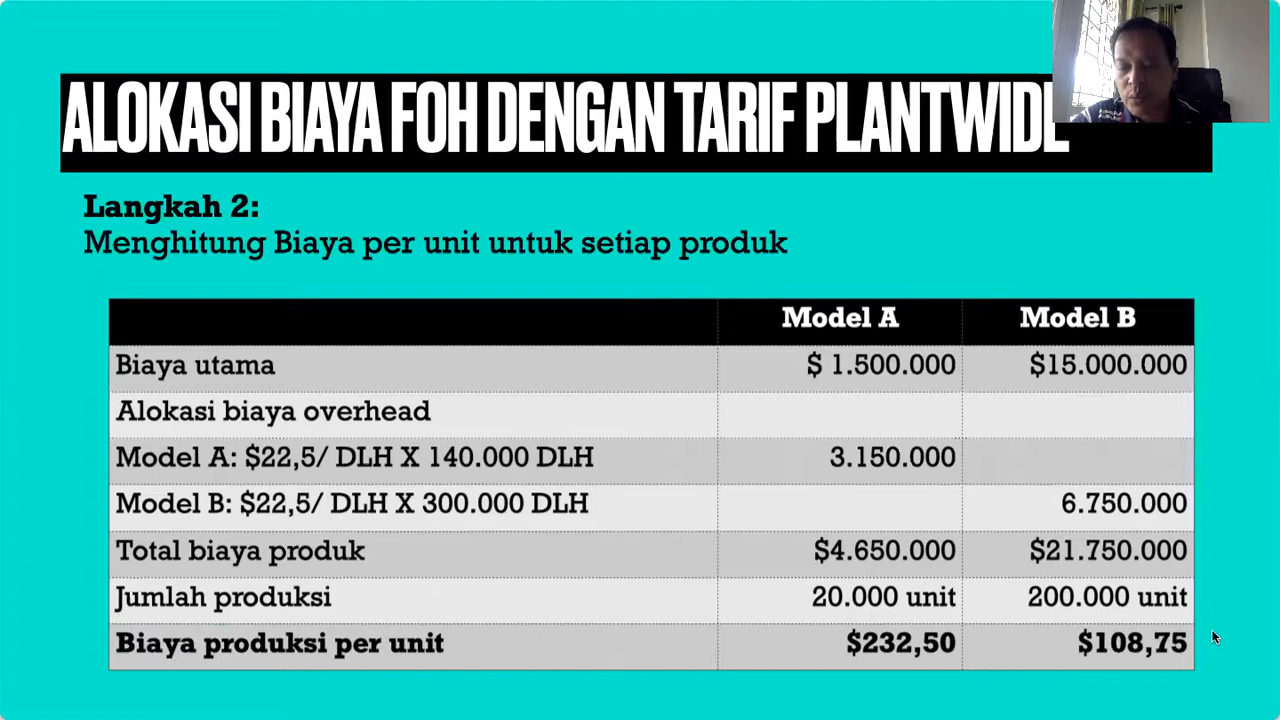 ALOKASI BIAYA FOH DENGAN TARIF PLANTWIDE
Langkah 2:
Menghitung Biaya per unit untuk setiap produk
Model A Model B
Biaya utama $ 1.500.000 $15.000.000
Alokasi biaya overhead
Model A: $22,5/ DLH X 140.000 DLH 3.150.000
Model B: $22,5/ DLH X 300.000 DLH 6.750.000
Total biaya produk $4.650.000 $21.750.000
Jumlah produksi 20.000 unit 200.000 unit
Biaya produksi per unit $232,50 $108,75